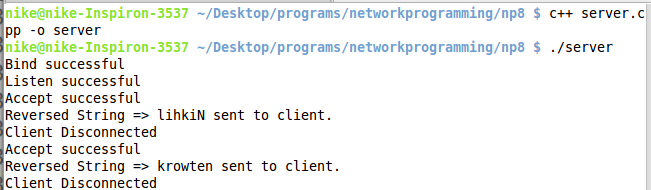 nike@nike-Inspiron-3537 ~/Desktop/programs/networkprogramming/np8 $ c++ server.c
pp -o server
nike@nike-Inspiron-3537 ~/Desktop/programs/networkprogramming/np8 $ ./server
Bind successful
Listen successful
Accept successful
Reversed String => lihkiN sent to client.
Client Disconnected
Accept successful
Reversed String => krowten sent to client.
Client Disconnected